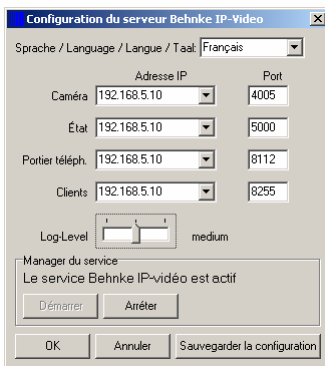 Configuration du serveur Behnke IP-Video
Sprache / Language / Langue / Taal: Français
Adresse IP Port
Caméra 192.168.5.10 4005
État 192.168.5.10 5000
Portier téléph. 192.168.5.10 8112
Clients 192.168.5.10 8255
Log-Level medium
Manager du service
Le service Behnke IP-vidéo est actif
Démarrer Arréter
OK Annuler Sauvegarder la configuration